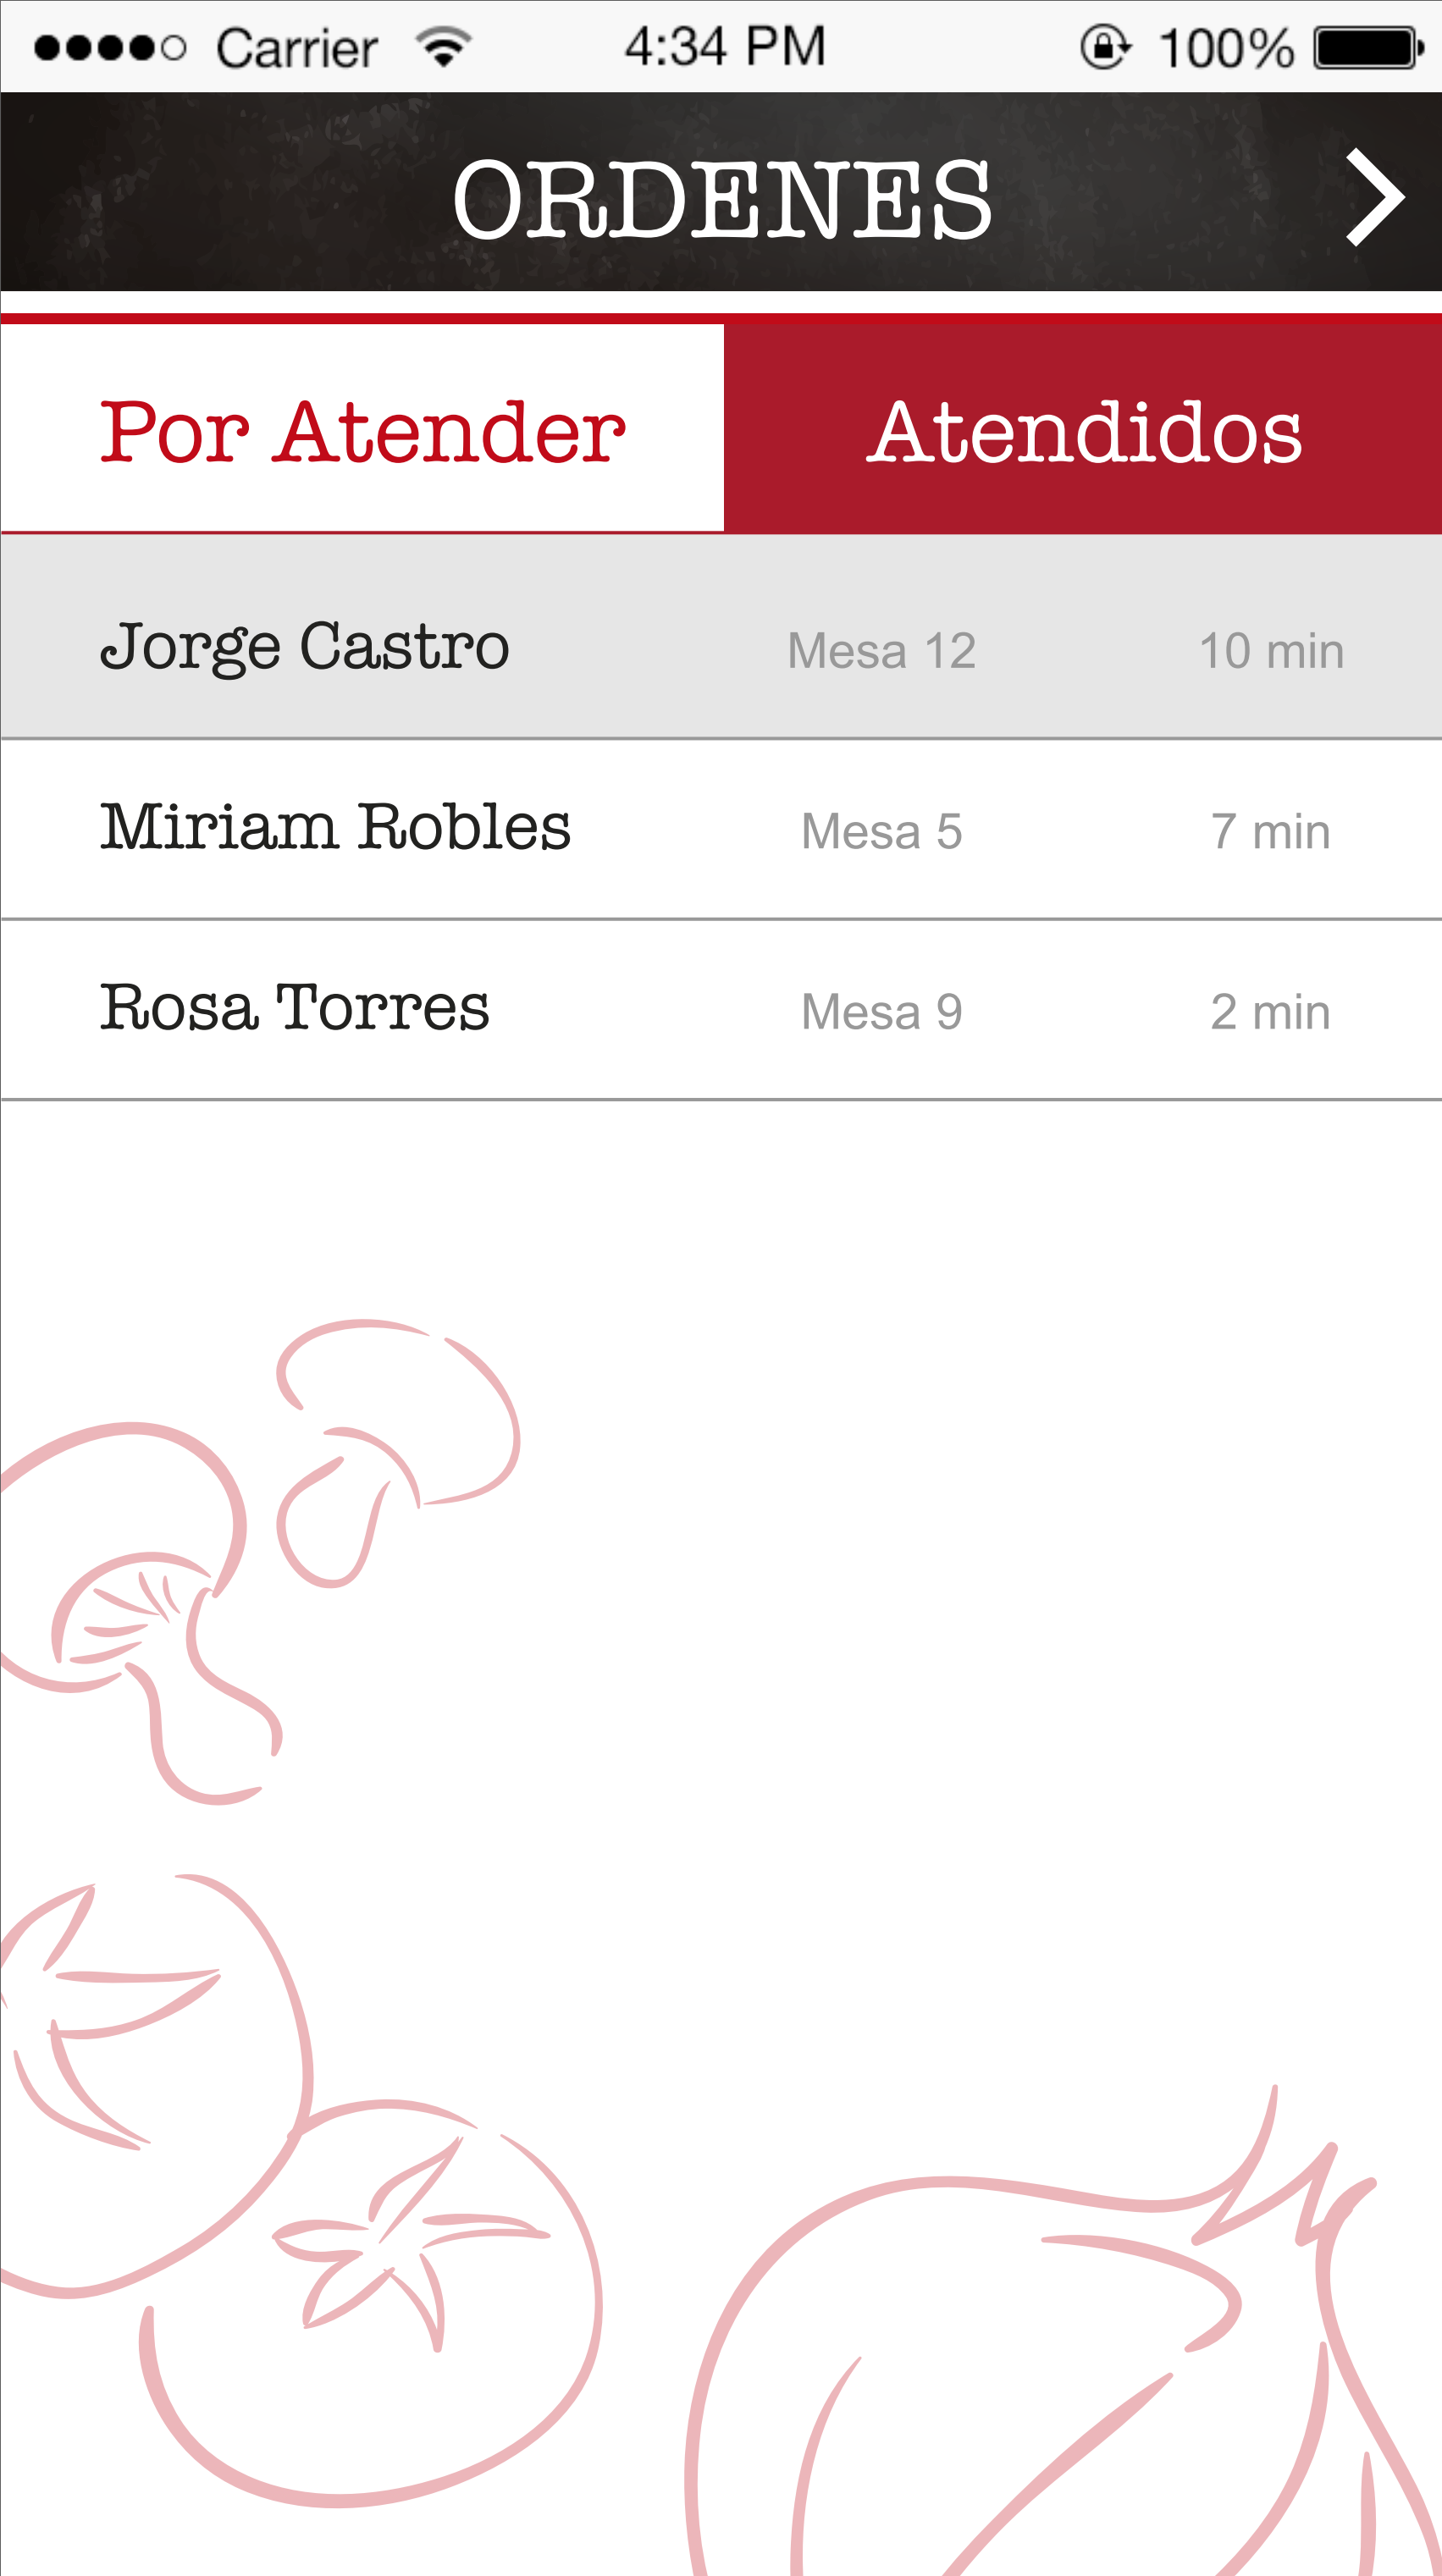 Carrier 4:34 PM 100%
ORDENES
Por Atender Atendidos
Jorge Castro Mesa 12 10 min
Miriam Robles Mesa 5 7 min
Rosa Torres Mesa 9 2 min